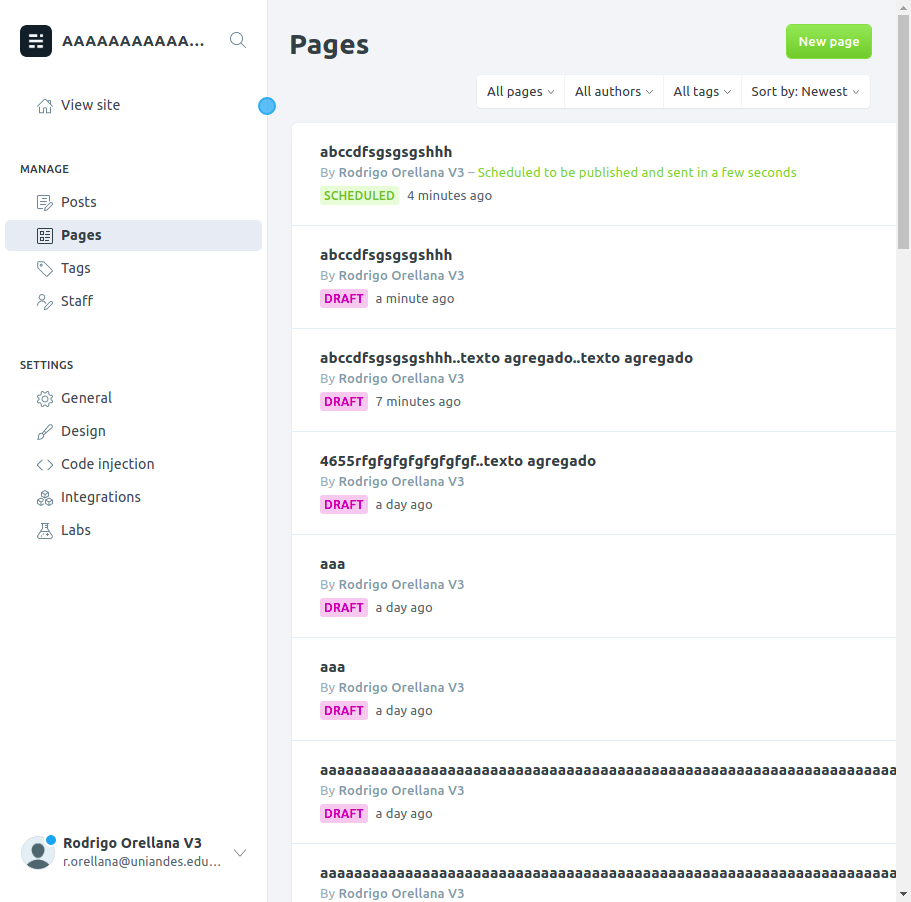 AAAAAAAAAAA...
View site
MANAGE
Posts
Pages
Tags
Staff
SETTINGS
General
Design
Code injection
Integrations
Labs
Rodrigo Orellana V3
r.orellana@uniandes.edu...
Pages
New page
All pages
All authors
All tags
Sort by: Newest
abccdfsgsgsgshhh
By Rodrigo Orellana V3 – Scheduled to be published and sent in a few seconds
SCHEDULED 4 minutes ago
abccdfsgsgsgshhh
By Rodrigo Orellana V3
DRAFT a minute ago
abccdfsgsgsgshhh..texto agregado..texto agregado
By Rodrigo Orellana V3
DRAFT 7 minutes ago
4655rfgfgfgfgfgfgfgf..texto agregado
By Rodrigo Orellana V3
DRAFT a day ago
aaa
By Rodrigo Orellana V3
DRAFT a day ago
aaa
By Rodrigo Orellana V3
DRAFT a day ago
By Rodrigo Orellana V3
DRAFT a day ago
By Rodrigo Orellana V3